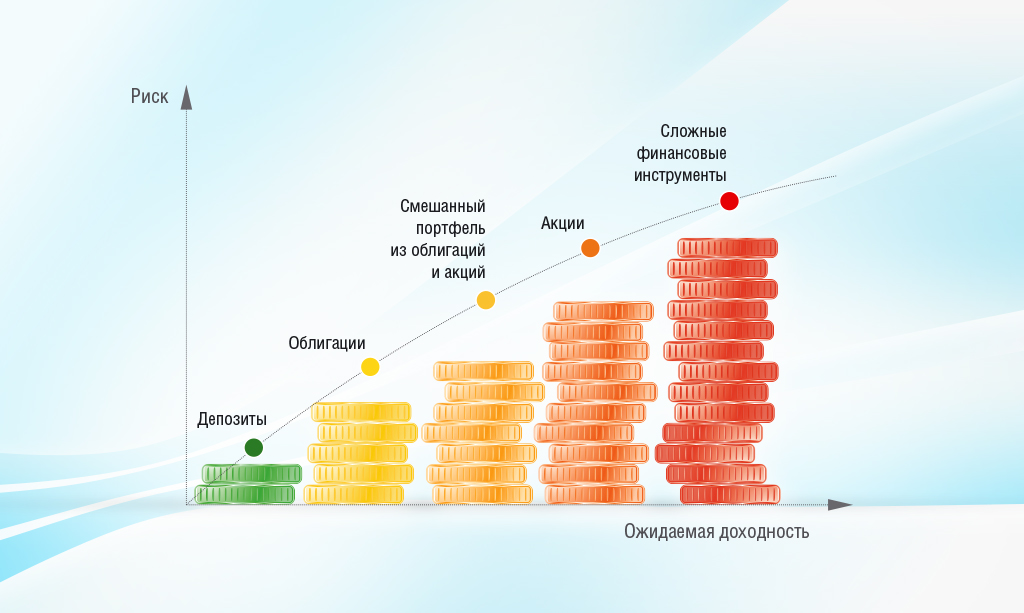 Риск
Сложные
финансовые
инструменты
Смешанный
портфель
из облигаций
и акций
Акции
Облигации
Депозиты
Ожидаемая доходность